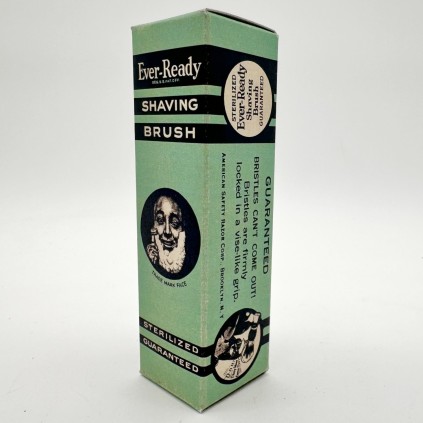 Ever-Ready
SHAVING
BRUSH
TRADE MARK FACE
STERILIZED
GUARANTEED
STERILIZED
Ever-Ready
Shaving
Brush
GUARANTEED
GUARANTEED
BRISTLES CAN'T COME OUT!
Bristles are firmly
locked in a vise-like grip.
AMERICAN SAFETY RAZOR CORP., BROOKLYN, N. Y.